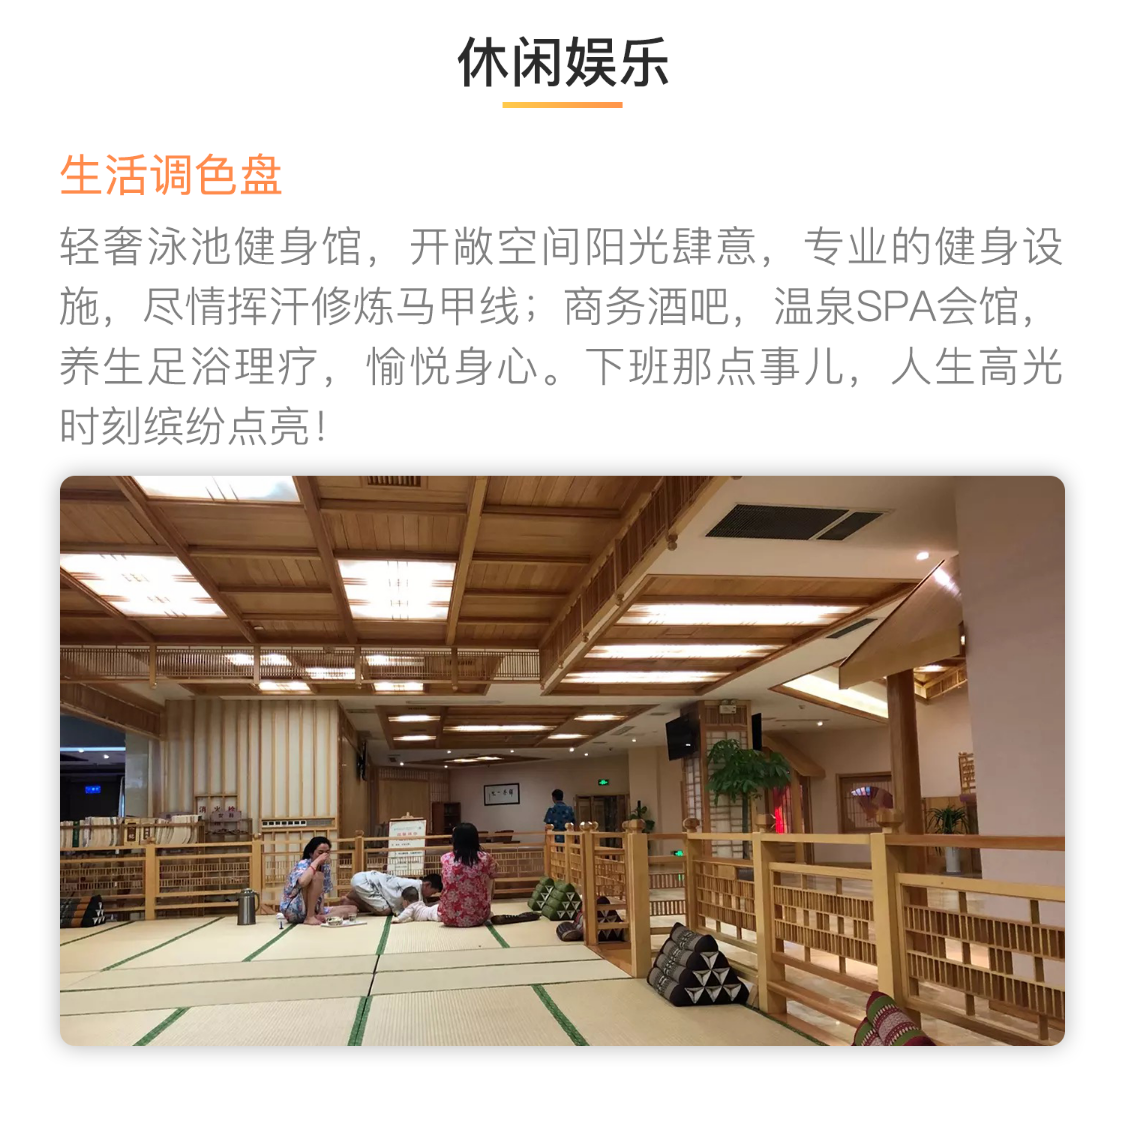 休闲娱乐
生活调色盘
轻奢泳池健身馆，开敞空间阳光肆意，专业的健身设
施，尽情挥汗修炼马甲线；商务酒吧，温泉SPA会馆，
养生足浴理疗，愉悦身心。下班那点事儿，人生高光
时刻缤纷点亮！
消火栓